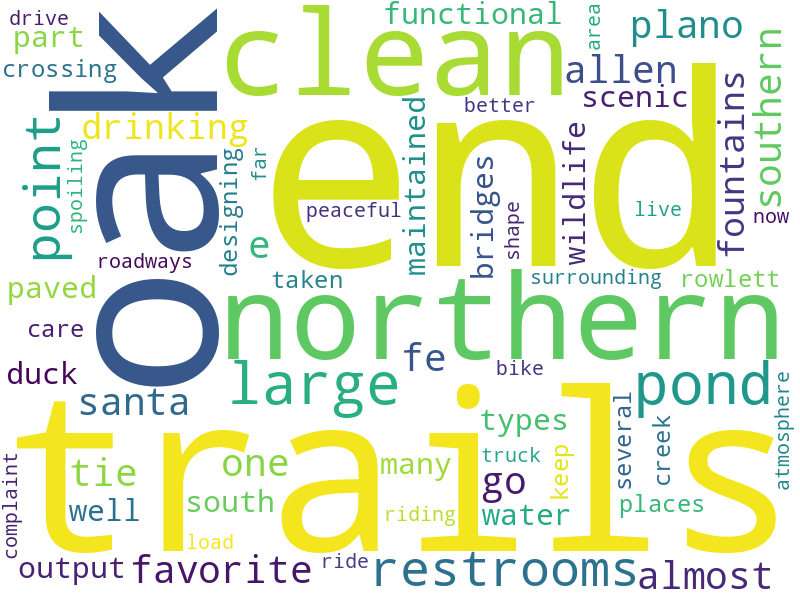 drive
part
crossing
oak
clean
functional
area
plano
allen
scenic
southern
end
drinking
better
point
spoiling
designing
far
maintained
bridges
shape
wildlife
fountains
peaceful
live
now
e
roadways
taken
surrounding
rowlett
paved
northern
care
duck
fe
bike
large
pond
santa
trails
types
several
creek
atmosphere
tie
one
many
truck
keep
go
complaint
well
south
riding
water
places
load
output
favorite
ride
restrooms
almost